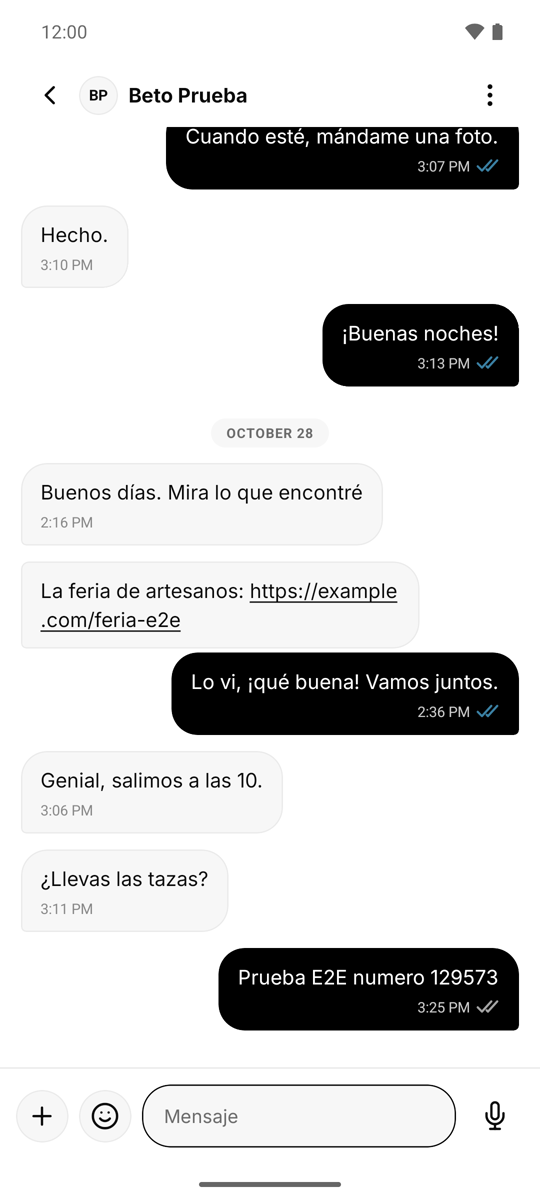 12:00
BP Beto Prueba
Cuando esté, mándame una foto.
3:07 PM
Hecho.
3:10 PM
¡Buenas noches!
3:13 PM
OCTOBER 28
Buenos días. Mira lo que encontré
2:16 PM
La feria de artesanos: https://example
.com/feria-e2e
Lo vi, ¡qué buena! Vamos juntos.
2:36 PM
Genial, salimos a las 10.
3:06 PM
¿Llevas las tazas?
3:11 PM
Prueba E2E numero 129573
3:25 PM
Mensaje